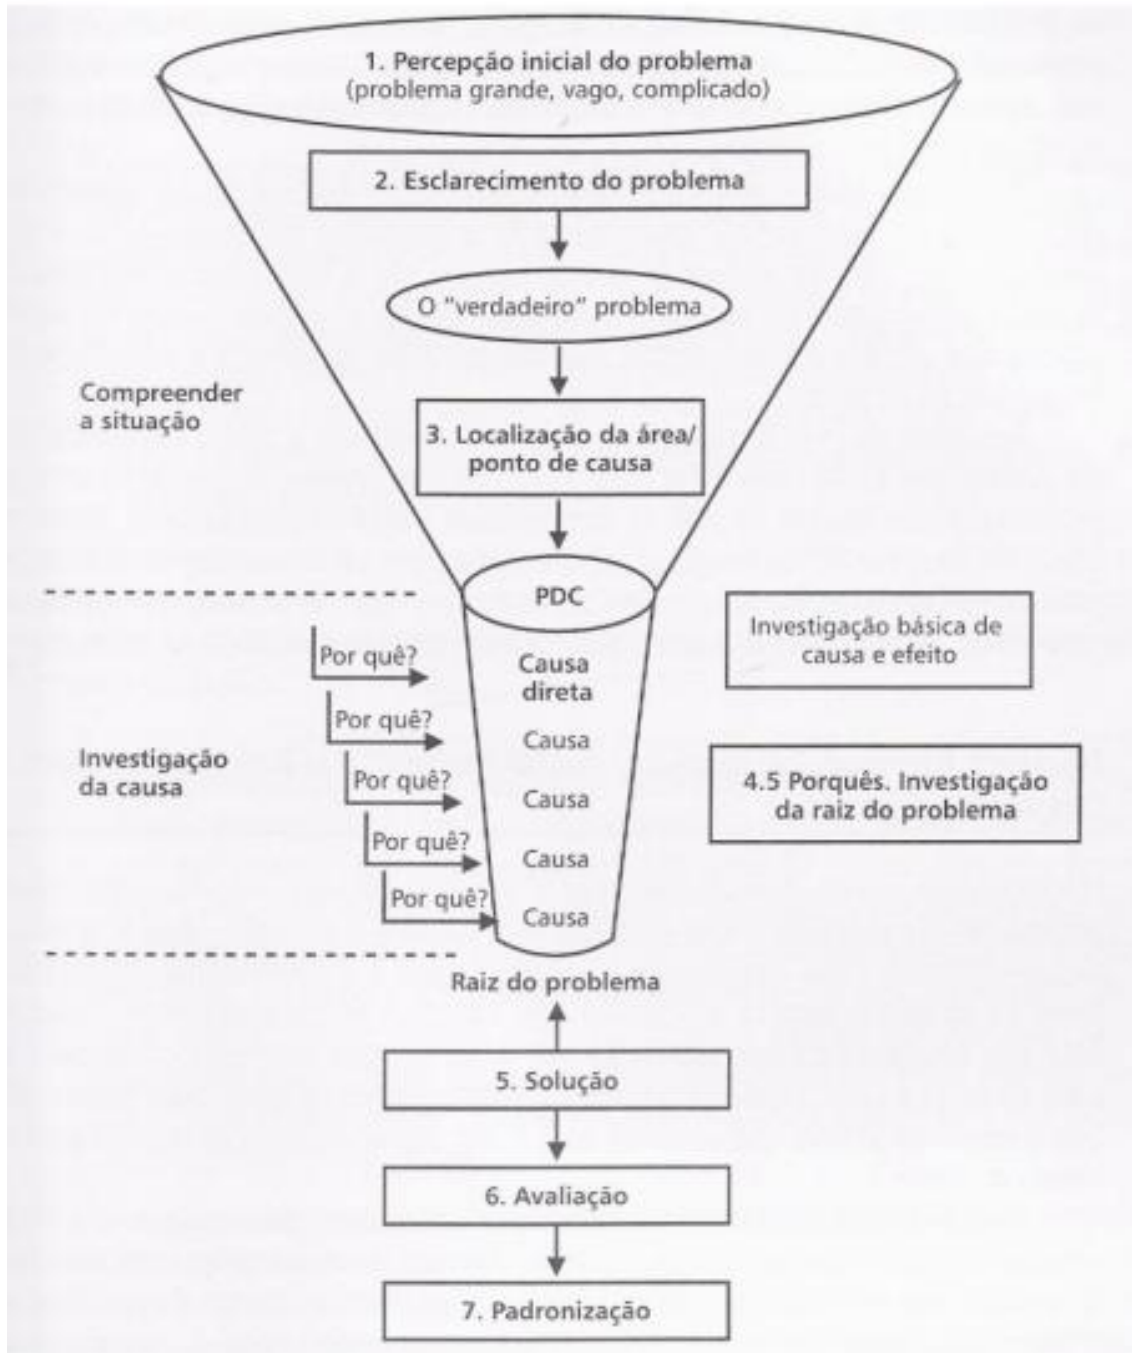 1. Percepção inicial do problema
(problema grande, vago, complicado)
2. Esclarecimento do problema
O "verdadeiro" problema
Compreender
a situação
3. Localização da área/
ponto de causa
PDC
Investigação básica de
causa e efeito
Por quê?
Causa
direta
Por quê?
Causa
Investigação
da causa
Por quê?
Causa
4.5 Porquês. Investigação
da raiz do problema
Por quê?
Causa
Por quê?
Causa
Raiz do problema
5. Solução
6. Avaliação
7. Padronização